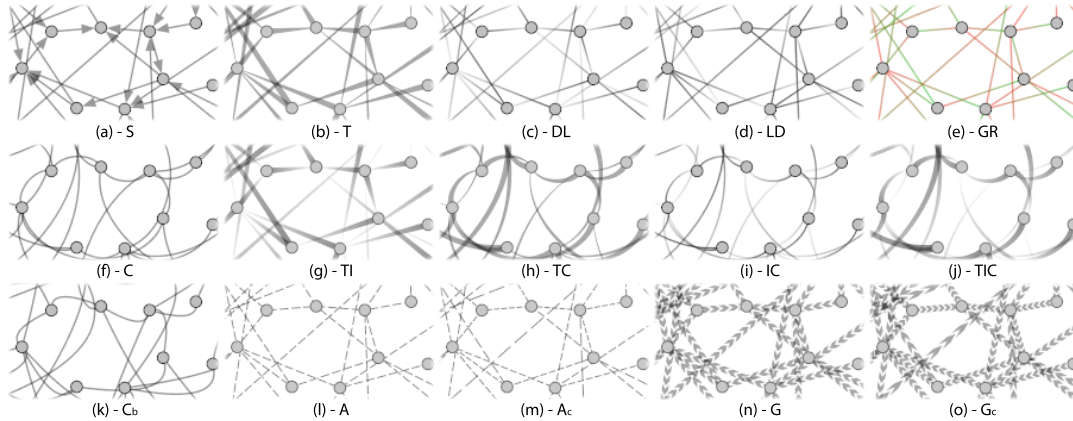 (a) - S (b) - T (c) - DL (d) - LD (e) - GR
(f) - C (g) - TI (h) - TC (i) - IC (j) - TIC
(k) - Cb (l) - A (m) - Ac (n) - G (o) - Gc